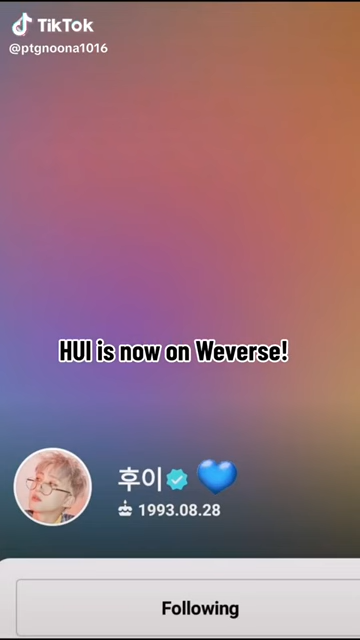 TikTok
@ptgnoona1016
HUI is now on Weverse!
후이
1993.08.28
Following